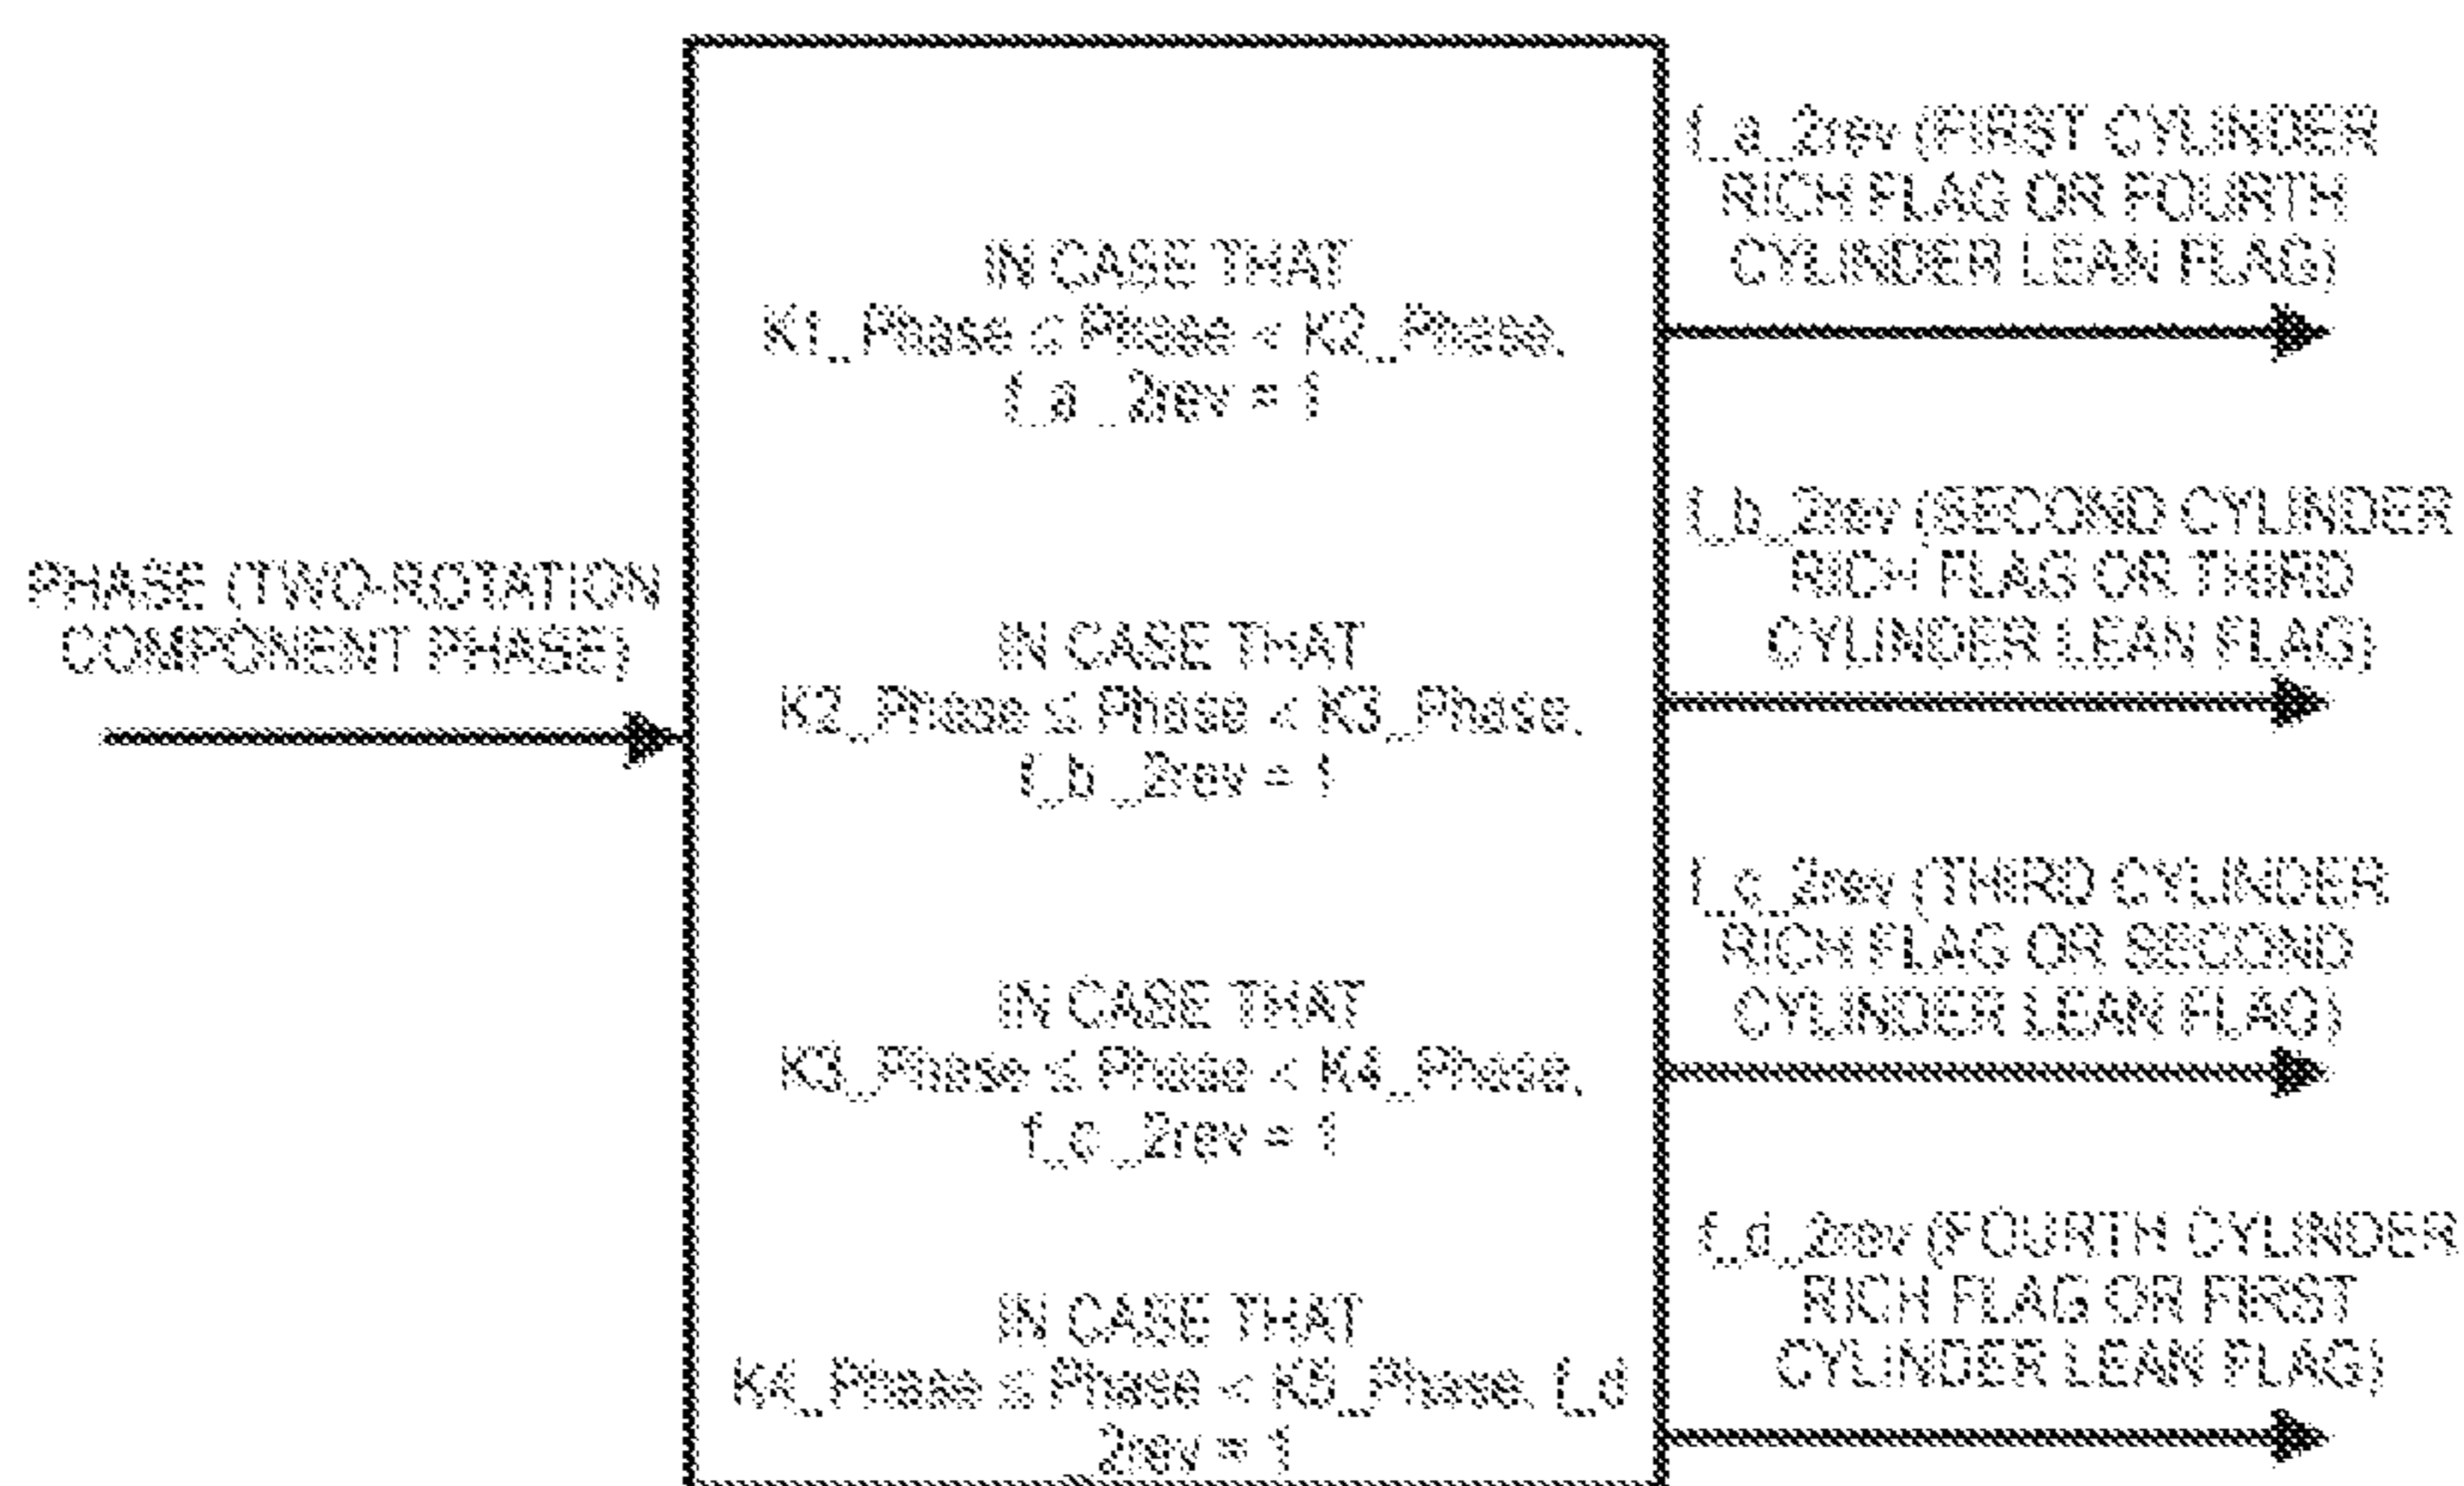 PHASE (TWO-ROTATION
COMPONENT PHASE)
IN CASE THAT
K1_Phase ≤ Phase < K2_Phase,
f_a_2rev = 1
IN CASE THAT
K2_Phase ≤ Phase < K3_Phase,
f_b_2rev = 1
IN CASE THAT
K3_Phase ≤ Phase < K4_Phase,
f_c_2rev = 1
IN CASE THAT
K4_Phase ≤ Phase < K5_Phase, f_d
_2rev = 1
f_a_2rev (FIRST CYLINDER
RICH FLAG OR FOURTH
CYLINDER LEAN FLAG)
f_b_2rev (SECOND CYLINDER
RICH FLAG OR THIRD
CYLINDER LEAN FLAG)
f_c_2rev (THIRD CYLINDER
RICH FLAG OR SECOND
CYLINDER LEAN FLAG)
f_d_2rev (FOURTH CYLINDER
RICH FLAG OR FIRST
CYLINDER LEAN FLAG)